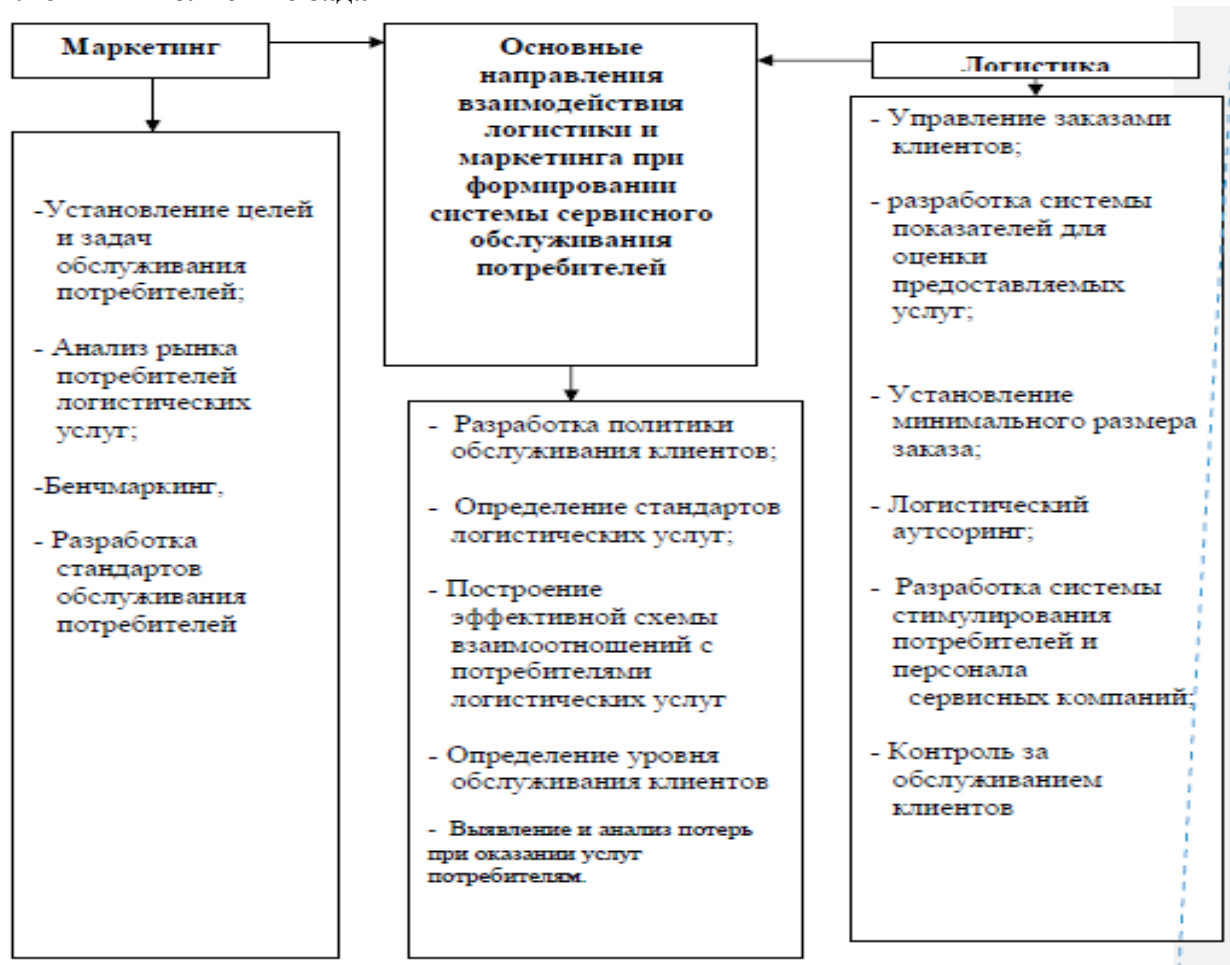 Маркетинг
Основные
направления
взаимодействия
логистики и
маркетинга при
формировании
системы сервисного
обслуживания
потребителей
Логистика
-Установление целей
и задач
обслуживания
потребителей;
- Анализ рынка
потребителей
логистических
услуг;
-Бенчмаркинг,
- Разработка
стандартов
обслуживания
потребителей
- Разработка политики
обслуживания клиентов;
- Определение стандартов
логистических услуг;
- Построение
эффективной схемы
взаимоотношений с
потребителями
логистических услуг
- Определение уровня
обслуживания клиентов
- Выявление и анализ потерь
при оказании услуг
потребителям.
- Управление заказами
клиентов;
- разработка системы
показателей для
оценки
предоставляемых
услуг;
- Установление
минимального размера
заказа;
- Логистический
аутсоринг;
- Разработка системы
стимулирования
потребителей и
персонала
сервисных компаний;
- Контроль за
обслуживанием
клиентов